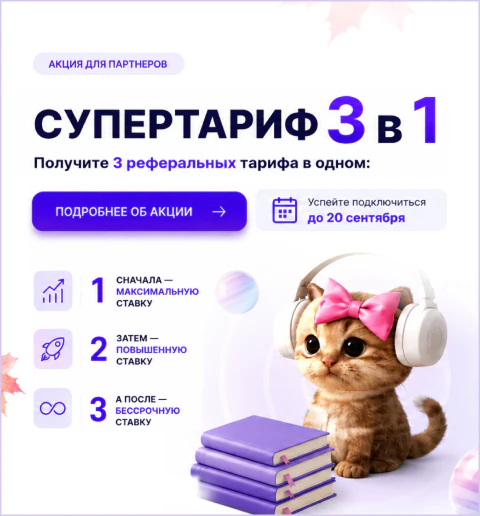 АКЦИЯ ДЛЯ ПАРТНЕРОВ
СУПЕРТАРИФ 3 в 1
Получите 3 реферальных тарифа в одном:
ПОДРОБНЕЕ ОБ АКЦИИ
Успейте подключиться
до 20 сентября
1
СНАЧАЛА —
МАКСИМАЛЬНУЮ
СТАВКУ
2
ЗАТЕМ —
ПОВЫШЕННУЮ
СТАВКУ
3
А ПОСЛЕ —
БЕССРОЧНУЮ
СТАВКУ